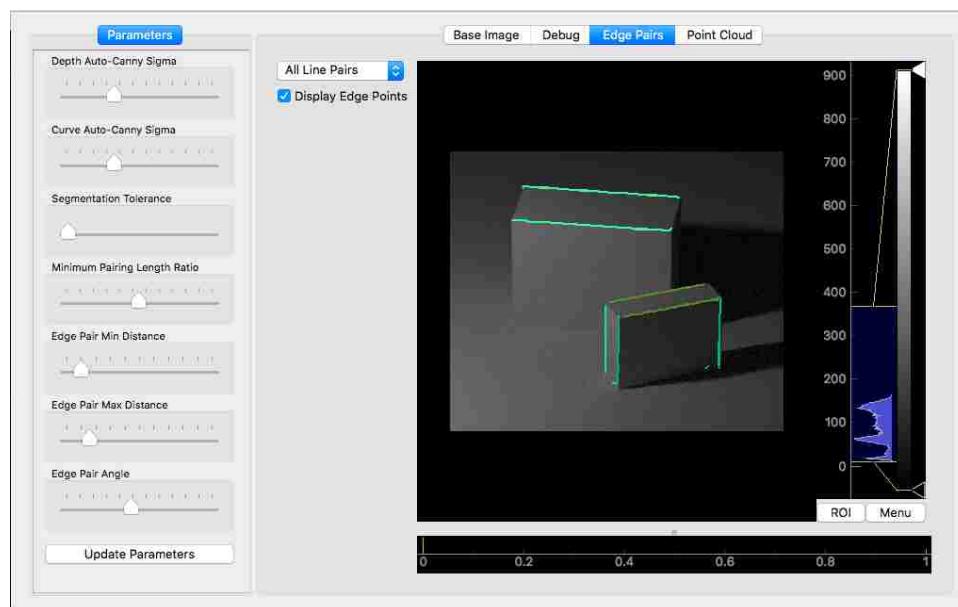 Parameters
Base Image Debug Edge Pairs Point Cloud
Depth Auto-Canny Sigma
Curve Auto-Canny Sigma
Segmentation Tolerance
Minimum Pairing Length Ratio
Edge Pair Min Distance
Edge Pair Max Distance
Edge Pair Angle
Update Parameters
All Line Pairs
Display Edge Points
900
800
700
600
500
400
300
200
100
0
ROI Menu
0 0.2 0.4 0.6 0.8 1